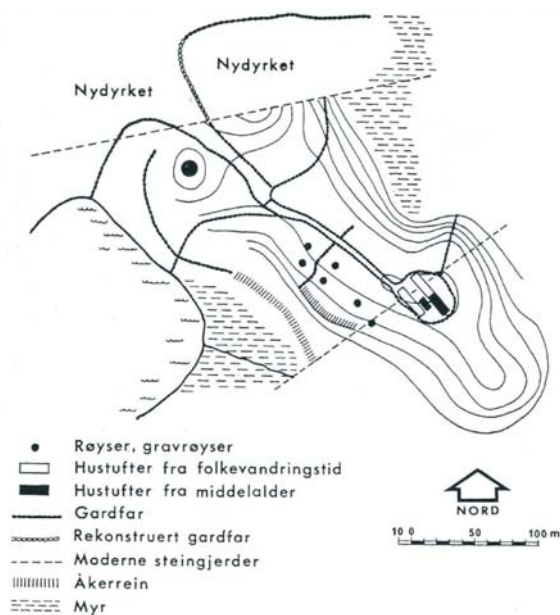 Nydyrket
Nydyrket
Røyser, gravrøyser
Hustufter fra folkevandringstid
Hustufter fra middelalder
Gardfar
Rekonstruert gardfar
Moderne steingjerder
Åkerrein
Myr
NORD
10 0 50 100 m